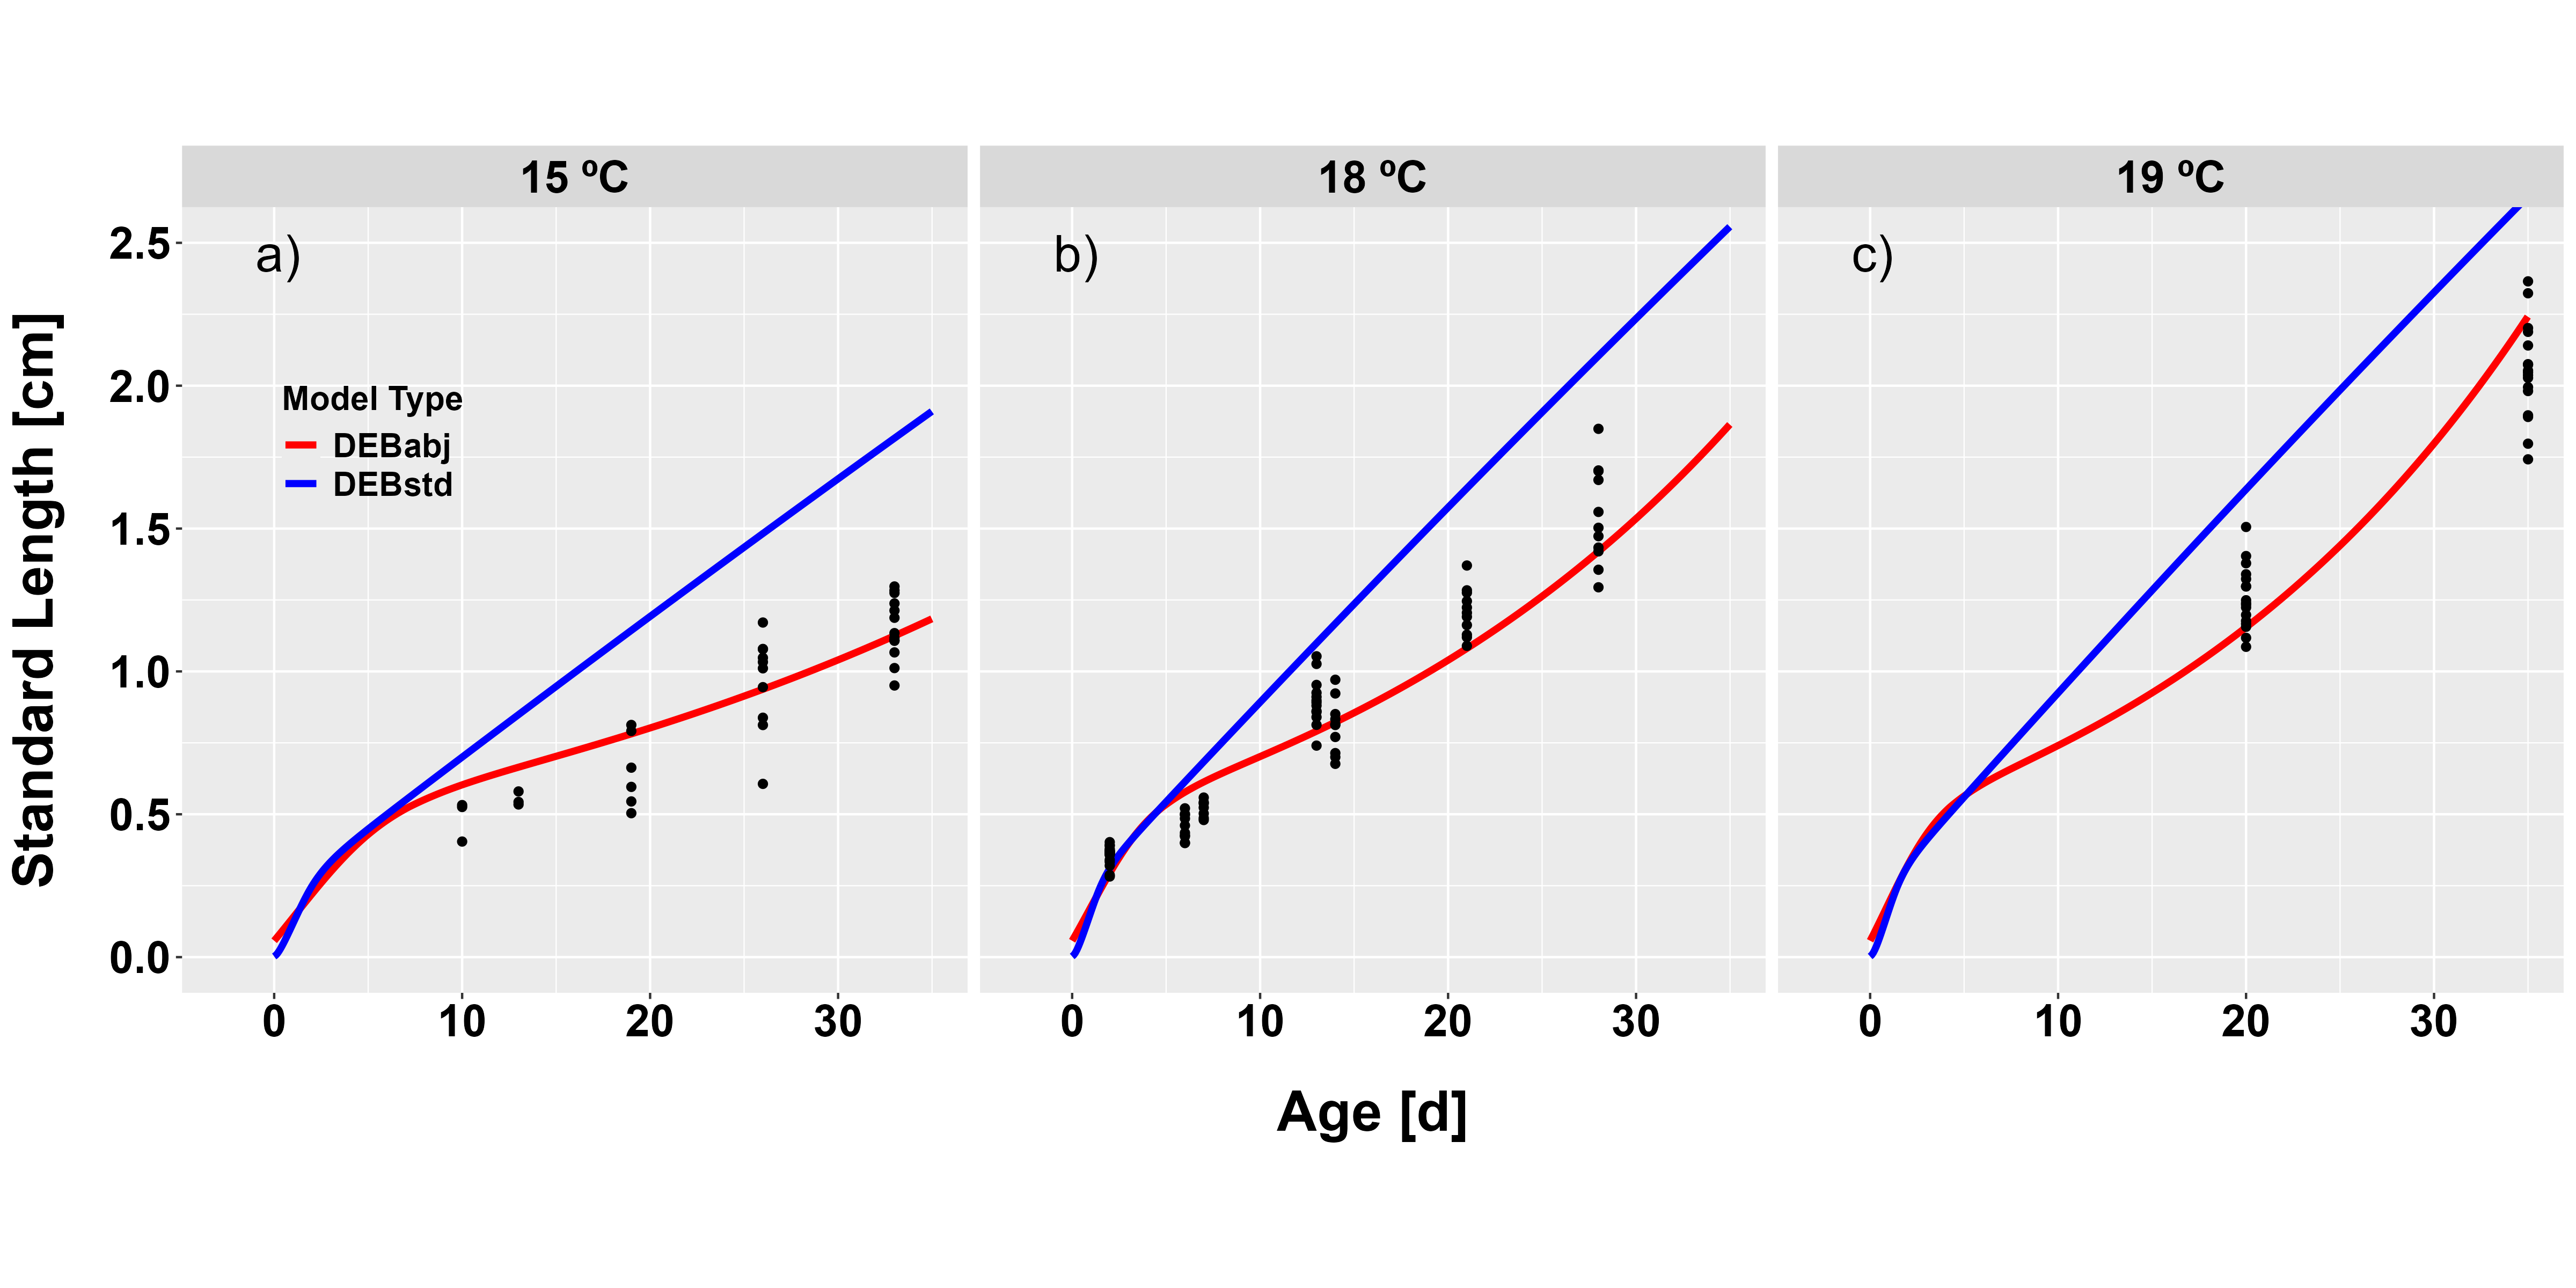 15 ºC 18 ºC 19 ºC
a) b) c)
Standard Length [cm]
2.5
2.0
1.5
1.0
0.5
0.0
Model Type
DEBabj
DEBstd
0 10 20 30 0 10 20 30 0 10 20 30
Age [d]